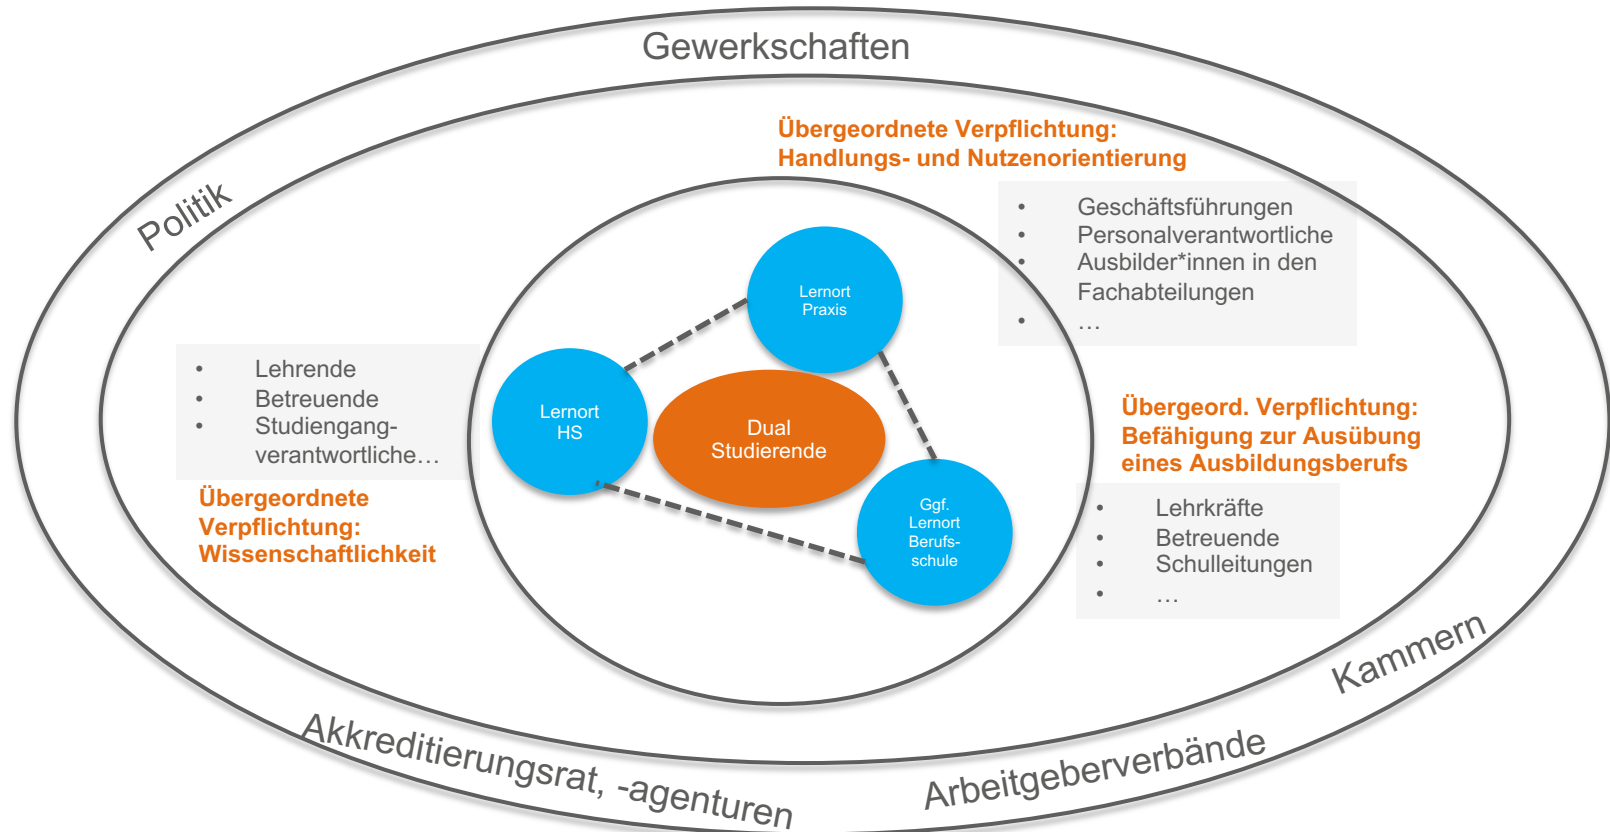 Gewerkschaften
Politik
Übergeordnete Verpflichtung:
Handlungs- und Nutzenorientierung
• Geschäftsführungen
• Personalverantwortliche
• Ausbilder*innen in den
Fachabteilungen
• …
Lernort
Praxis
• Lehrende
• Betreuende
• Studiengang-
verantwortliche…
Übergeordnete
Verpflichtung:
Wissenschaftlichkeit
Lernort
HS
Dual
Studierende
Ggf.
Lernort
Berufs-
schule
Übergeord. Verpflichtung:
Befähigung zur Ausübung
eines Ausbildungsberufs
• Lehrkräfte
• Betreuende
• Schulleitungen
• …
Kammern
Arbeitgeberverbände
Akkreditierungsrat, -agenturen